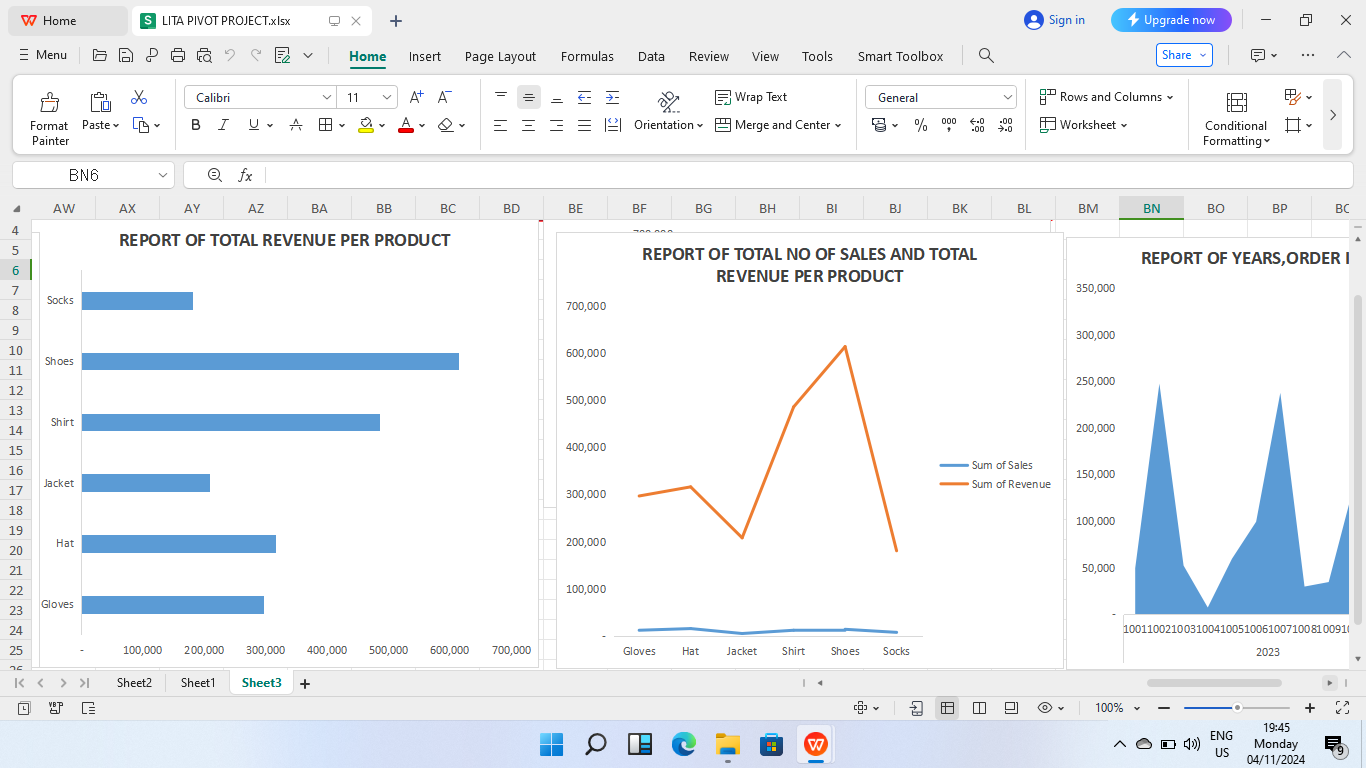 Home
LITA PIVOT PROJECT.xlsx
Sign in
Upgrade now
Menu
Home Insert Page Layout Formulas Data Review View Tools Smart Toolbox
Share
Format Painter
Paste
Calibri 11
B I U A
Orientation
Wrap Text
Merge and Center
General
Rows and Columns
Worksheet
Conditional Formatting
BN6
fx
AW AX AY AZ BA BB BC BD BE BF BG BH BI BJ BK BL BM BN BO BP
4
5
6
7
8
9
10
11
12
13
14
15
16
17
18
19
20
21
22
23
24
25
REPORT OF TOTAL REVENUE PER PRODUCT
Socks
Shoes
Shirt
Jacket
Hat
Gloves
- 100,000 200,000 300,000 400,000 500,000 600,000 700,000
REPORT OF TOTAL NO OF SALES AND TOTAL
REVENUE PER PRODUCT
700,000
600,000
500,000
400,000
300,000
200,000
100,000
-
Gloves Hat Jacket Shirt Shoes Socks
Sum of Sales
Sum of Revenue
REPORT OF YEARS,ORDER
350,000
300,000
250,000
200,000
150,000
100,000
50,000
-
1001 1002 1003 1004 1005 1006 1007 1008 1009
2023
Sheet2 Sheet1 Sheet3
100%
ENG
US
19:45
Monday
04/11/2024
9